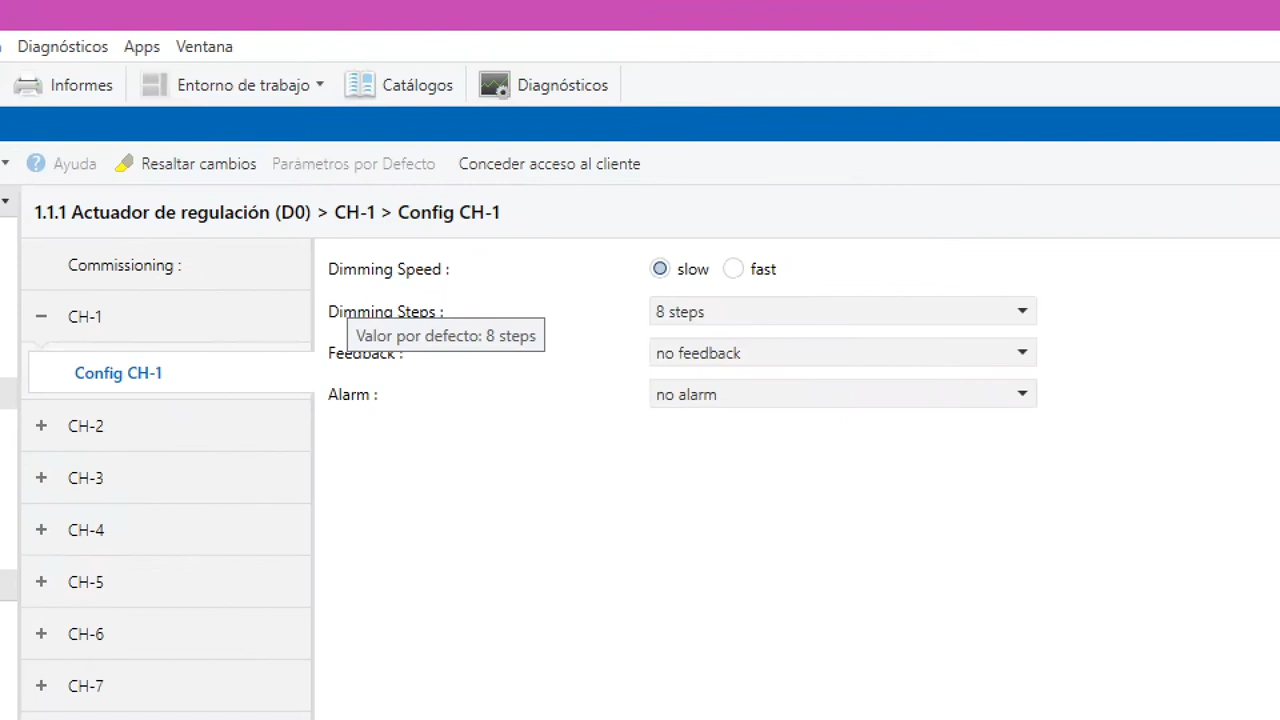 Diagnósticos Apps Ventana
Informes Entorno de trabajo Catálogos Diagnósticos
Ayuda Resaltar cambios Parámetros por Defecto Conceder acceso al cliente
1.1.1 Actuador de regulación (D0) > CH-1 > Config CH-1
Commissioning :
CH-1
Config CH-1
CH-2
CH-3
CH-4
CH-5
CH-6
CH-7
Dimming Speed : slow fast
Dimming Steps : 8 steps
Valor por defecto: 8 steps
Feedback : no feedback
Alarm : no alarm